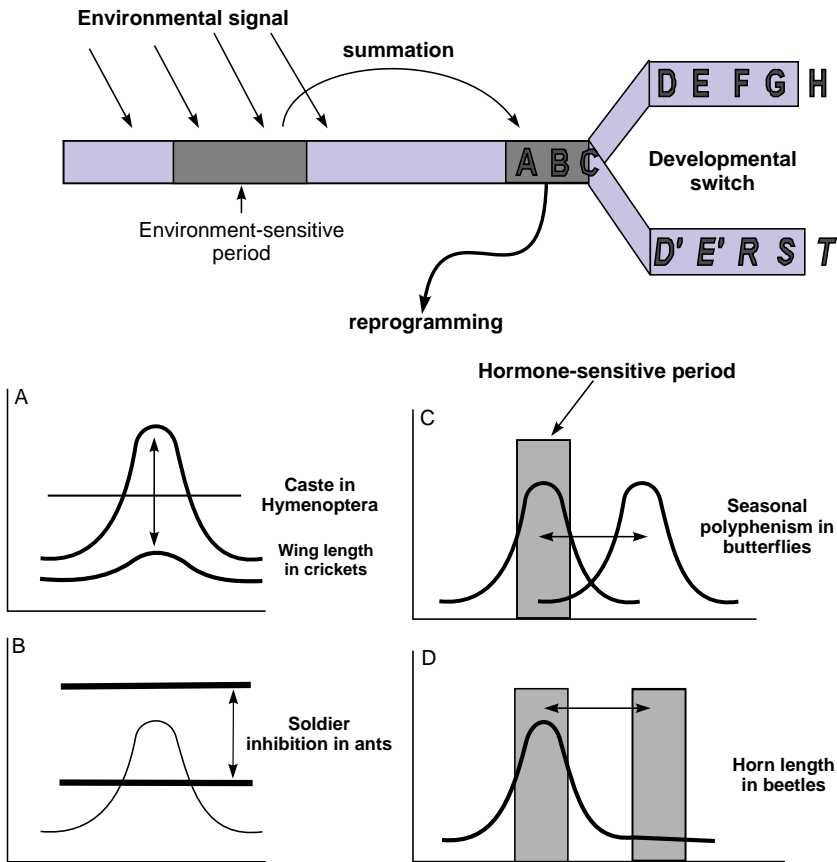 Environmental signal
summation
D E F G H
A B C
Developmental
switch
Environment-sensitive
period
D' E' R S T
reprogramming
Hormone-sensitive period
A
Caste in
Hymenoptera
Wing length
in crickets
C
Seasonal
polyphenism in
butterflies
B
Soldier
inhibition in ants
D
Horn length
in beetles